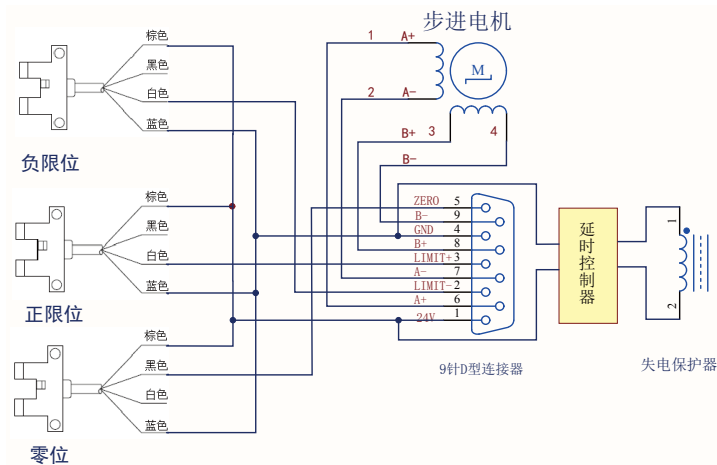 步进电机
1 A+
M
2 A-
B+ 3 4
B-
棕色
黑色
白色
蓝色
负限位
棕色
黑色
白色
蓝色
正限位
棕色
黑色
白色
蓝色
零位
ZERO 5
B- 9
GND 4
B+ 8
LIMIT+ 3
A- 7
LIMIT- 2
A+ 6
24V 1
9针D型连接器
延时控制器
1
2
失电保护器